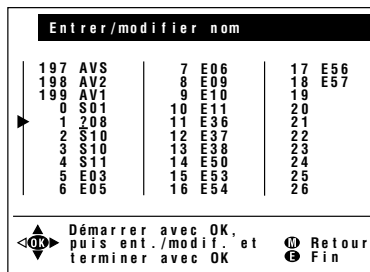 Entrer/modifier nom
197 AVS 7 E06 17 E56
198 AV2 8 E09 18 E57
199 AV1 9 E10 19
0 S01 10 E11 20
1 ?08 11 E36 21
2 S10 12 E37 22
3 S10 13 E38 23
4 S11 14 E50 24
5 E03 15 E53 25
6 E05 16 E54 26
Démarrer avec OK,
OK puis ent./modif. et M Retour
terminer avec OK E Fin